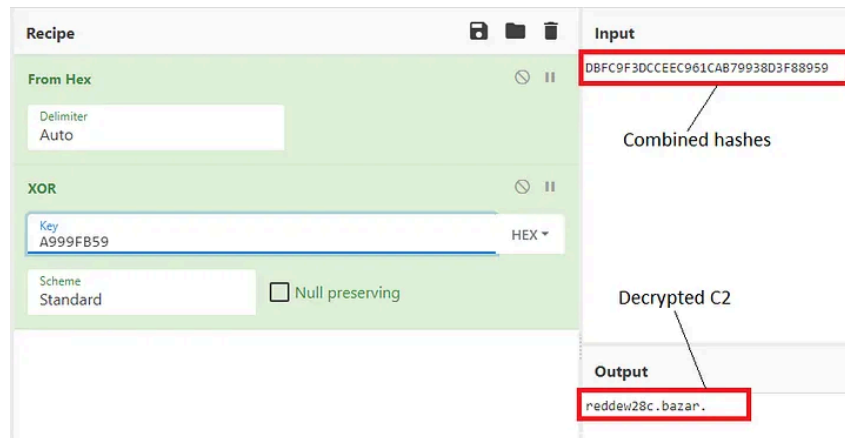 Recipe
From Hex
Delimiter
Auto
XOR
Key
A999FB59
HEX
Scheme
Standard
Null preserving
Input
DBFC9F3DCCEEC961CAB79938D3F88959
Combined hashes
Decrypted C2
Output
reddew28c.bazar.